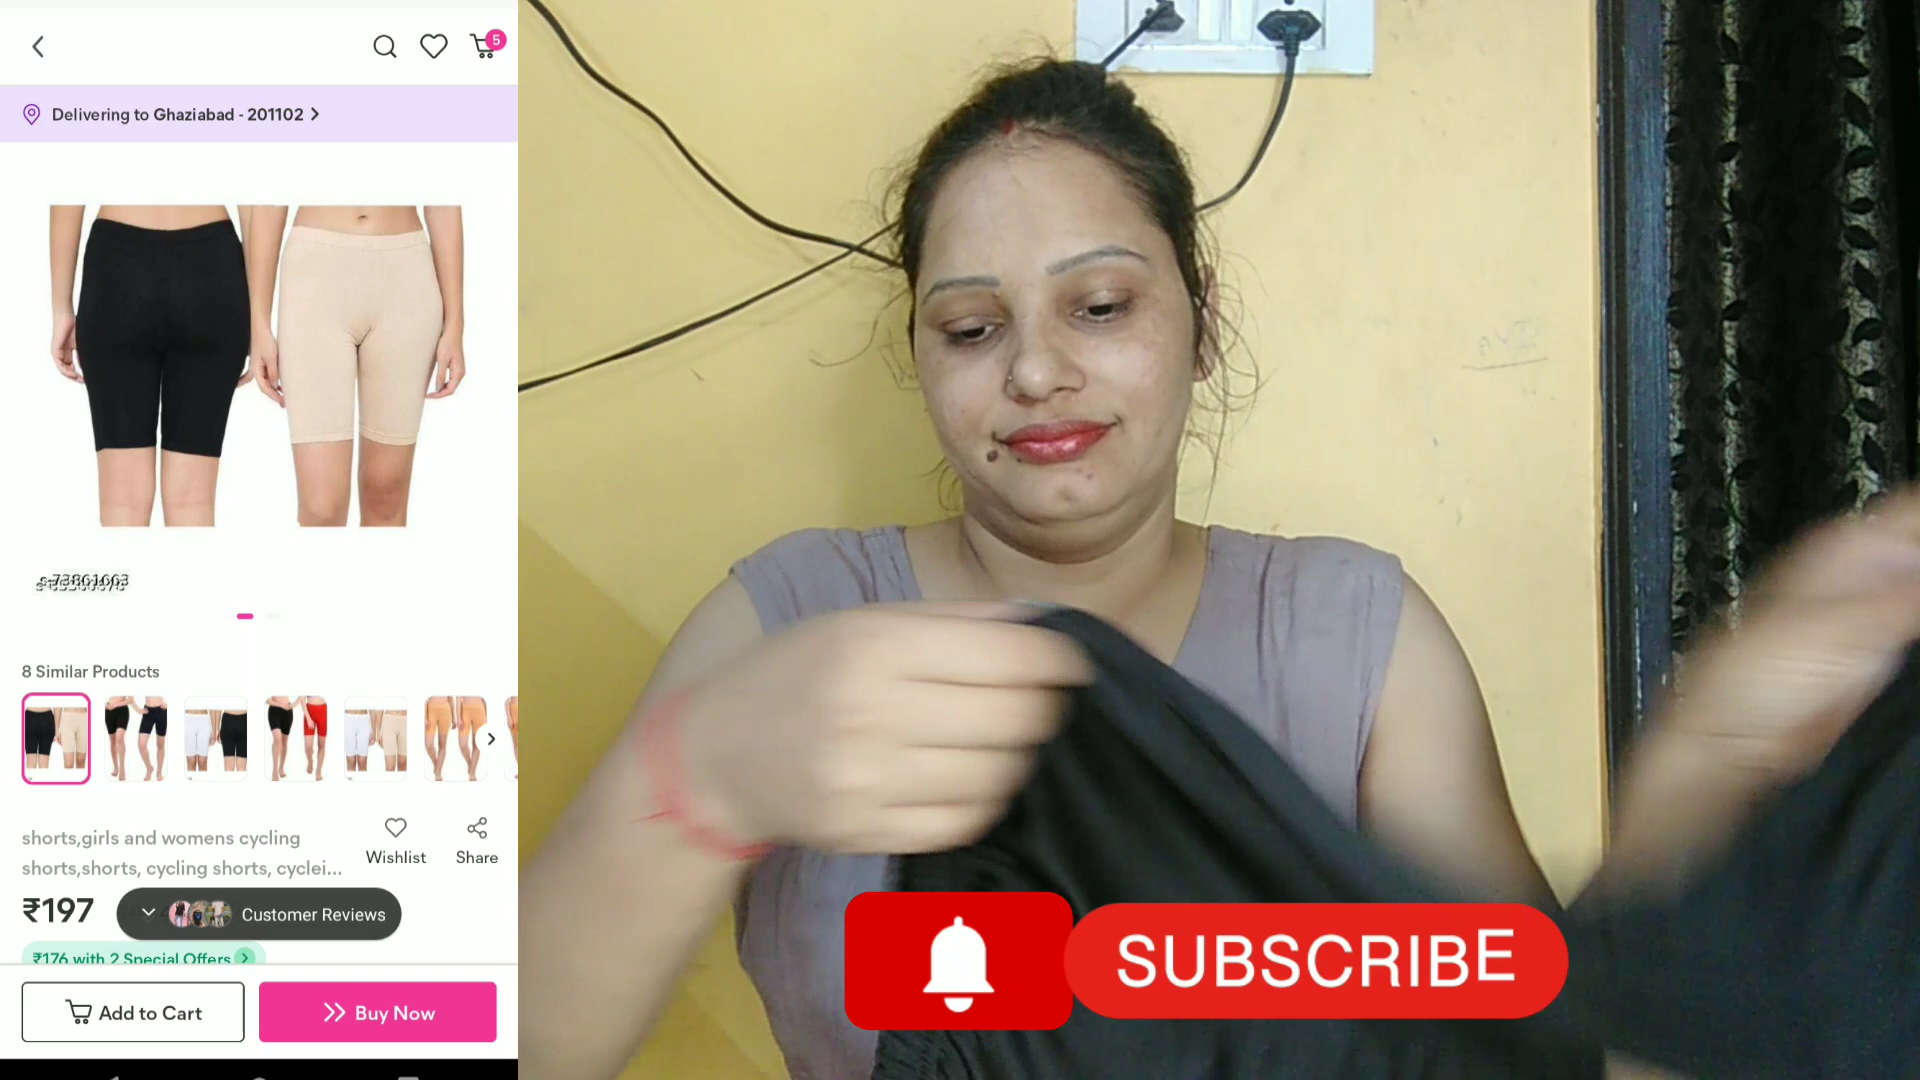 5
Delivering to Ghaziabad - 201102
8 Similar Products
shorts,girls and womens cycling
shorts,shorts, cycling shorts, cyclei...
Wishlist
Share
₹197
Customer Reviews
₹176 with 2 Special Offers
Add to Cart
Buy Now
SUBSCRIBE